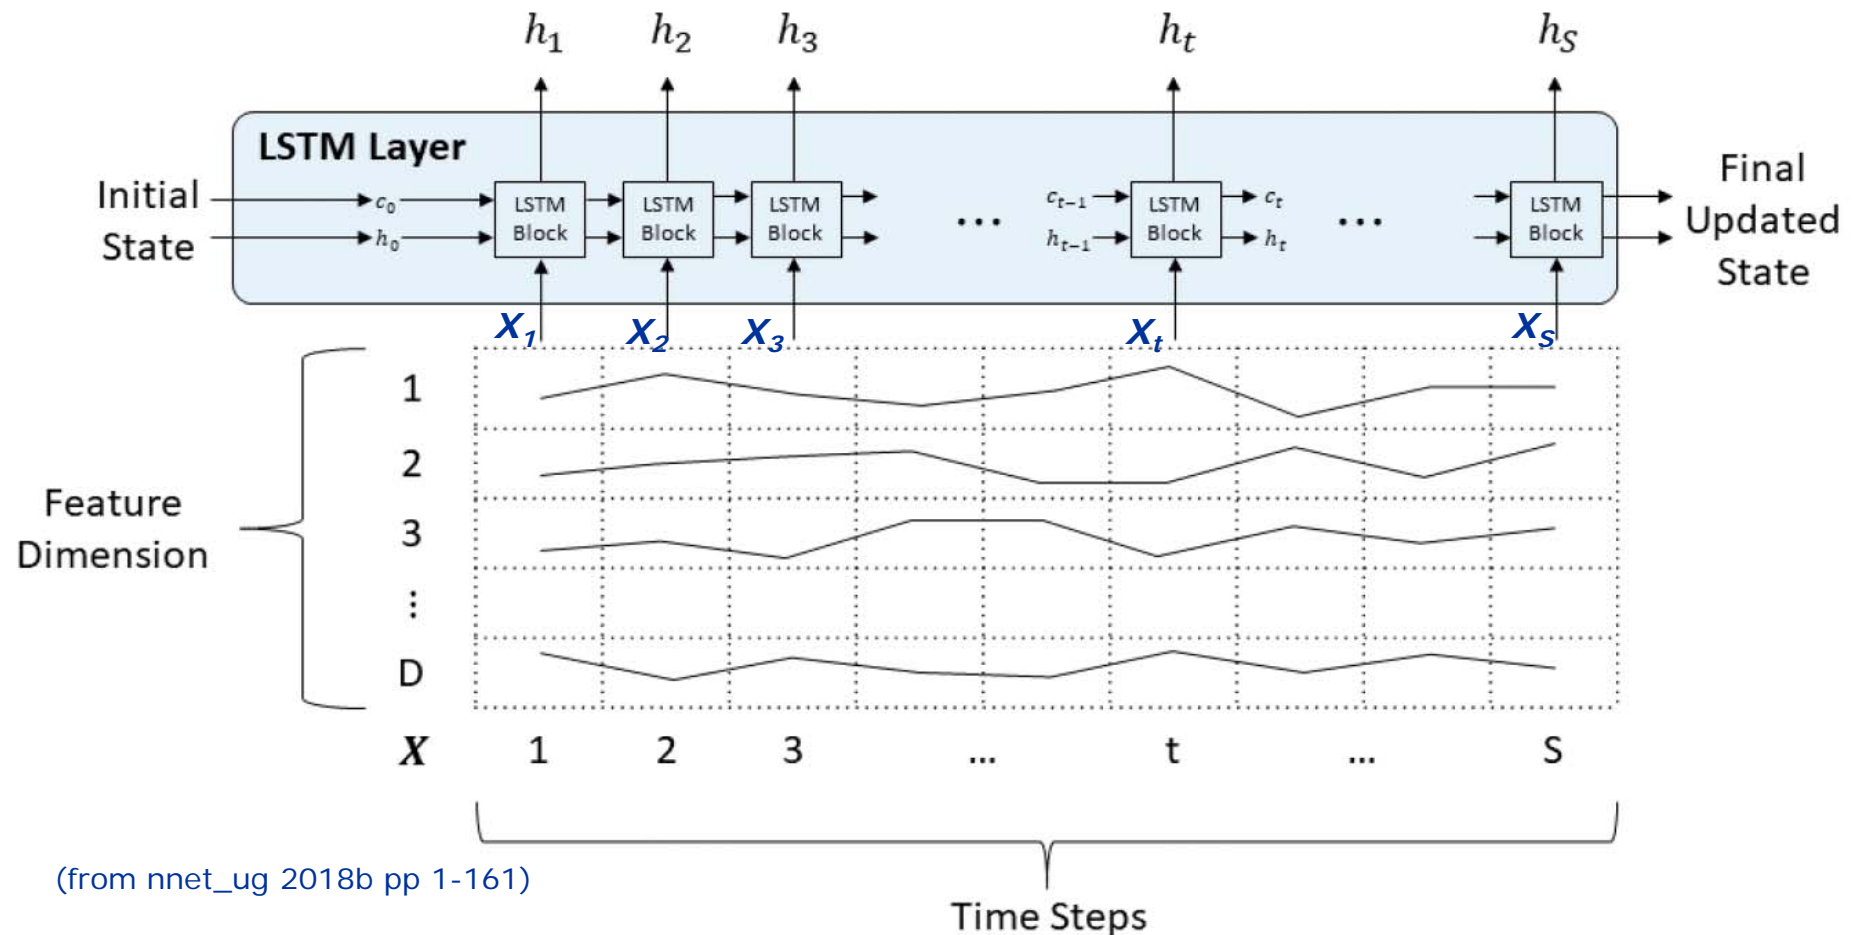 h₁ h₂ h₃ hₜ h_S
LSTM Layer
Initial
State
c₀
h₀
LSTM
Block
LSTM
Block
LSTM
Block
...
cₜ₋₁
hₜ₋₁
LSTM
Block
cₜ
hₜ
...
LSTM
Block
Final
Updated
State
X₁ X₂ X₃ Xₜ X_S
Feature
Dimension
1
2
3
⋮
D
X 1 2 3 ... t ... S
(from nnet_ug 2018b pp 1-161)
Time Steps